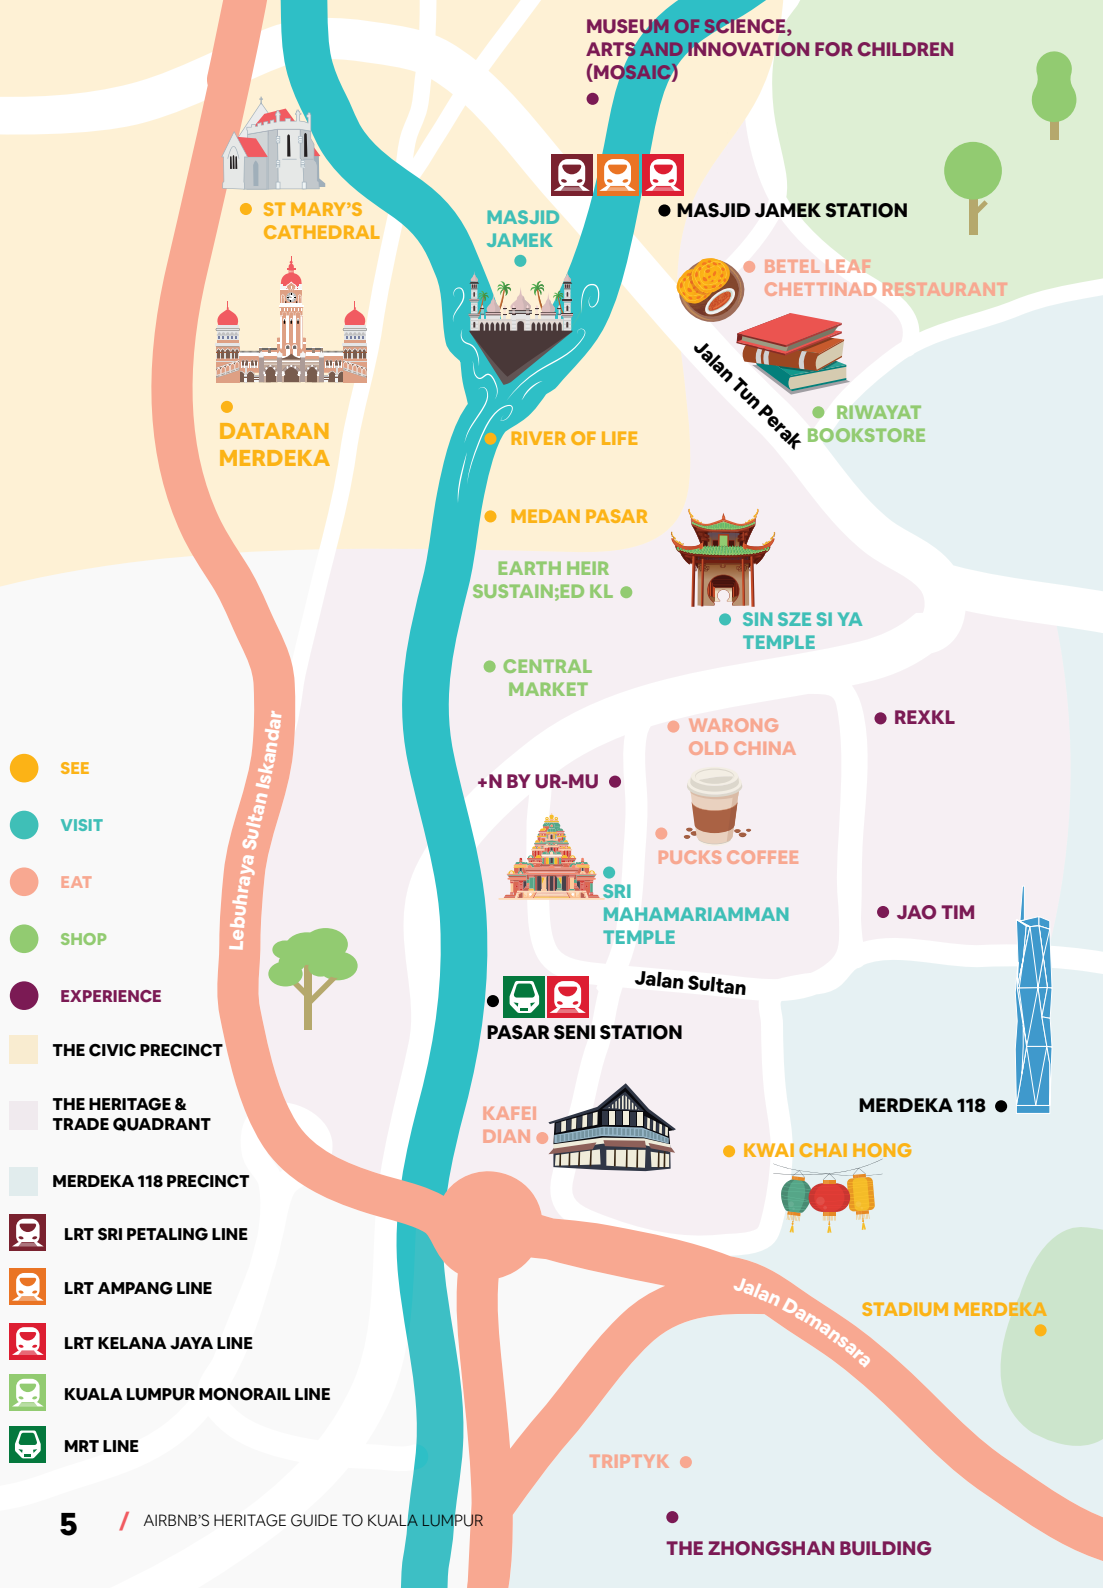 MUSEUM OF SCIENCE,
ARTS AND INNOVATION FOR CHILDREN
(MOSAIC)
MASJID JAMEK STATION
ST MARY'S
CATHEDRAL
MASJID
JAMEK
BETEL LEAF
CHETTINAD RESTAURANT
Jalan Tun Perak
RIWAYAT
BOOKSTORE
DATARAN
MERDEKA
RIVER OF LIFE
MEDAN PASAR
EARTH HEIR
SUSTAIN;ED KL
SIN SZE SI YA
TEMPLE
CENTRAL
MARKET
REXKL
WARONG
OLD CHINA
+N BY UR-MU
PUCKS COFFEE
SRI
MAHAMARIAMMAN
TEMPLE
JAO TIM
Jalan Sultan
PASAR SENI STATION
Lebuhraya Sultan Iskandar
KAFEI
DIAN
MERDEKA 118
KWAI CHAI HONG
STADIUM MERDEKA
Jalan Damansara
TRIPTYK
THE ZHONGSHAN BUILDING
SEE
VISIT
EAT
SHOP
EXPERIENCE
THE CIVIC PRECINCT
THE HERITAGE &
TRADE QUADRANT
MERDEKA 118 PRECINCT
LRT SRI PETALING LINE
LRT AMPANG LINE
LRT KELANA JAYA LINE
KUALA LUMPUR MONORAIL LINE
MRT LINE
5 / AIRBNB'S HERITAGE GUIDE TO KUALA LUMPUR